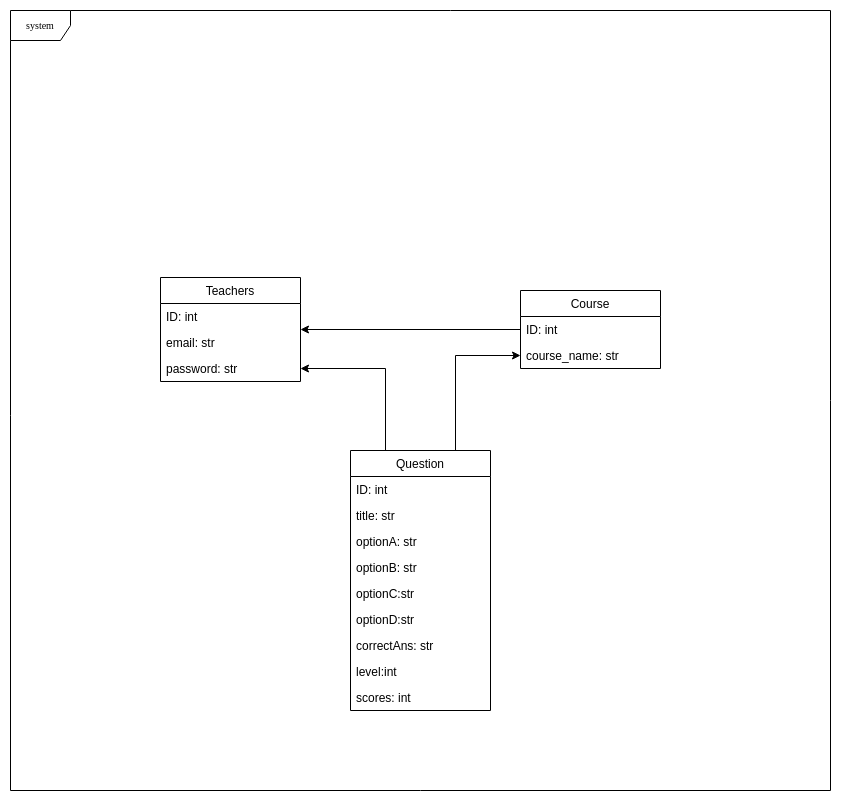 system
Teachers
ID: int
email: str
password: str
Course
ID: int
course_name: str
Question
ID: int
title: str
optionA: str
optionB: str
optionC:str
optionD:str
correctAns: str
level:int
scores: int